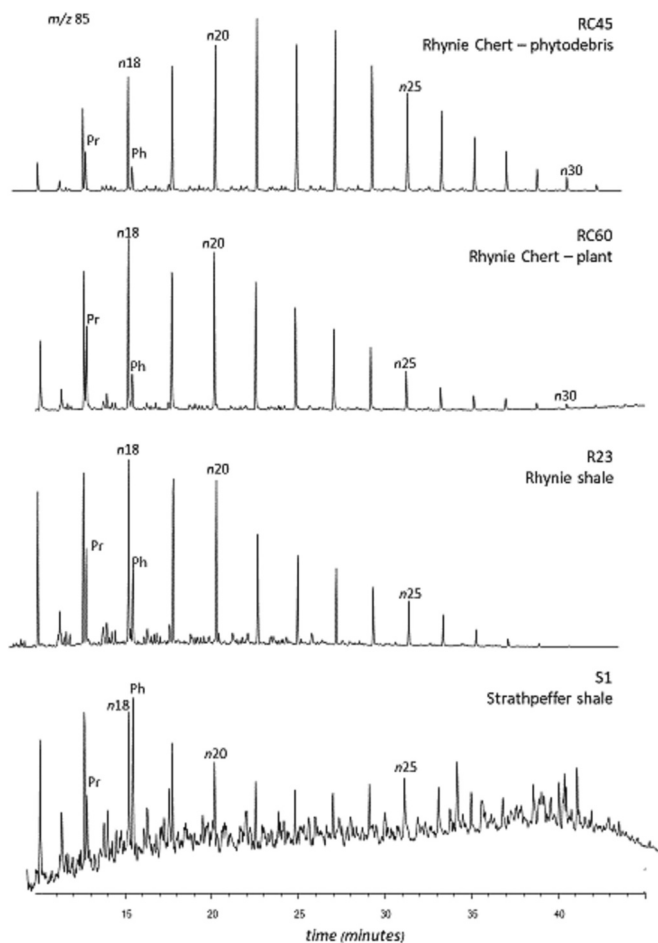 m/z 85
RC45
Rhynie Chert – phytodebris
n18
n20
Pr
Ph
n25
n30
RC60
Rhynie Chert – plant
n18
n20
Pr
Ph
n25
n30
R23
Rhynie shale
n18
n20
Pr
Ph
n25
S1
Strathpeffer shale
Ph
n18
Pr
n20
n25
15 20 25 30 35 40
time (minutes)